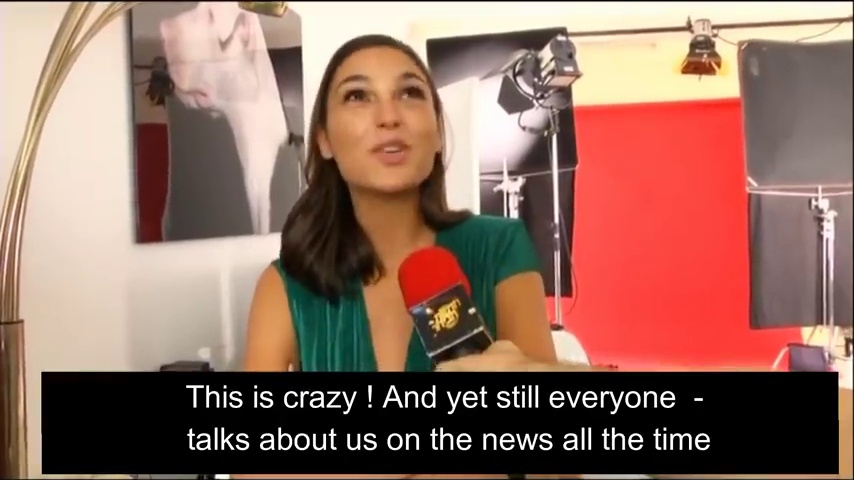 This is crazy ! And yet still everyone -
talks about us on the news all the time